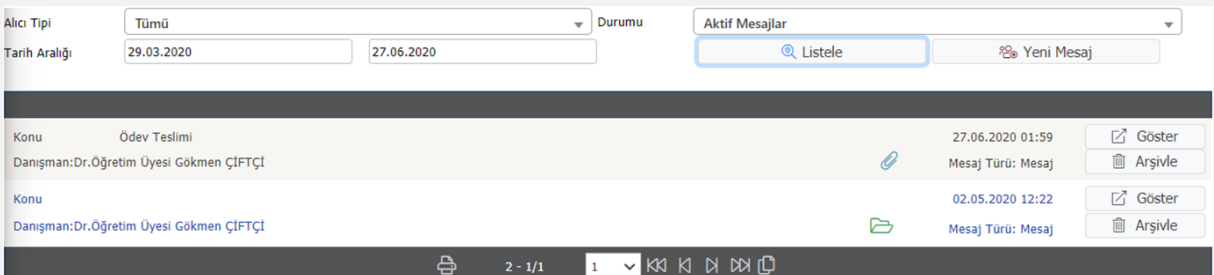 Alıcı Tipi Tümü Durumu Aktif Mesajlar
Tarih Aralığı 29.03.2020 27.06.2020 Listele Yeni Mesaj
Konu Ödev Teslimi 27.06.2020 01:59 Göster
Danışman:Dr.Öğretim Üyesi Gökmen ÇİFTÇİ Mesaj Türü: Mesaj Arşivle
Konu 02.05.2020 12:22 Göster
Danışman:Dr.Öğretim Üyesi Gökmen ÇİFTÇİ Mesaj Türü: Mesaj Arşivle
2 - 1/1 1